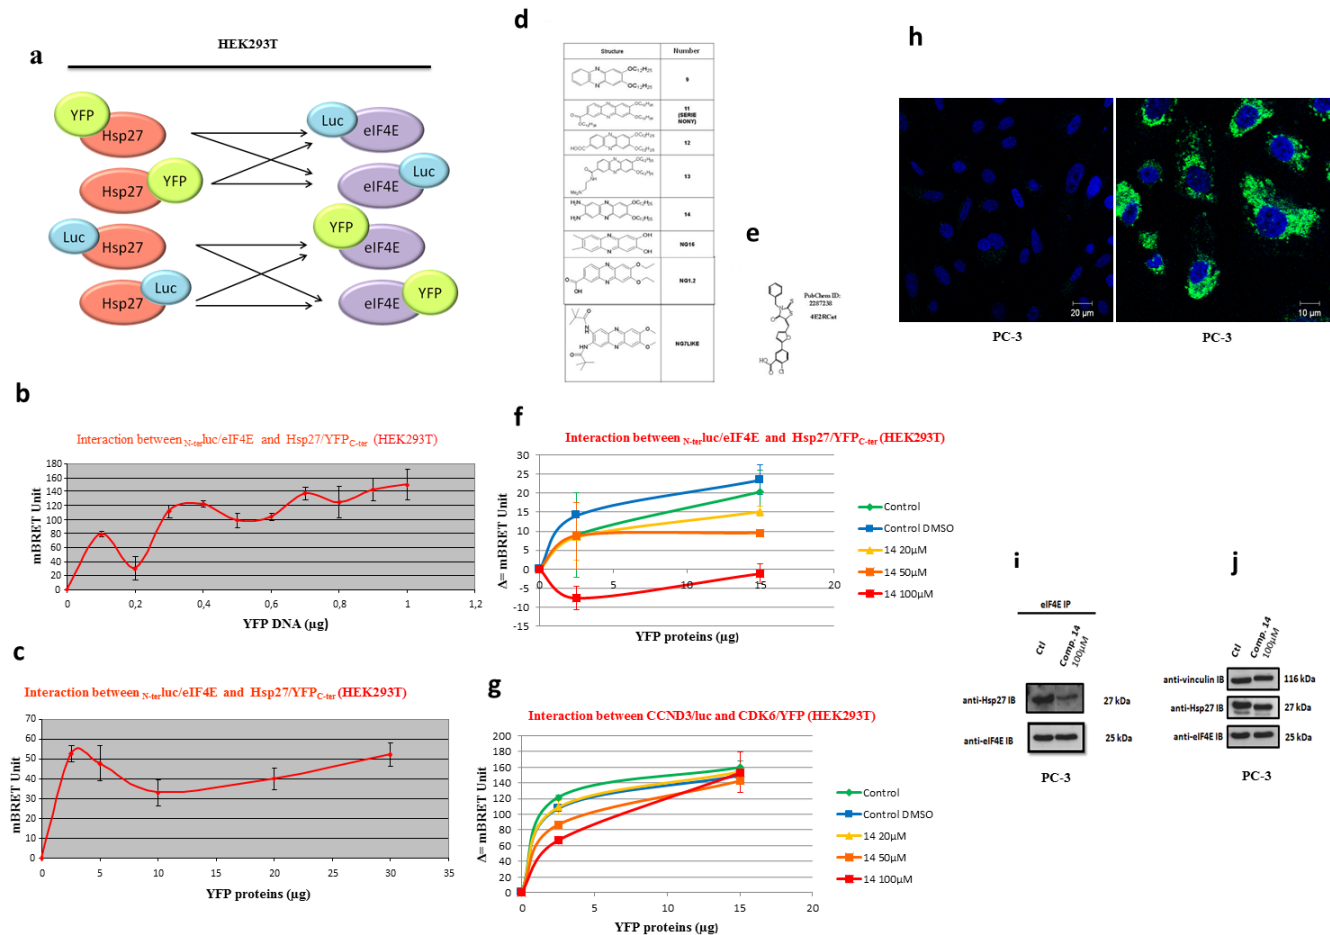 a
HEK293T
YFP
Hsp27
Luc
eIF4E
Hsp27
YFP
eIF4E
Luc
Luc
Hsp27
YFP
eIF4E
Hsp27
Luc
eIF4E
YFP
b
Interaction between N-ter luc/eIF4E and Hsp27/YFP C-ter (HEK293T)
mBRET Unit
180
160
140
120
100
80
60
40
20
0
0 0,2 0,4 0,6 0,8 1 1,2
YFP DNA (µg)
c
Interaction between N-ter luc/eIF4E and Hsp27/YFP C-ter (HEK293T)
mBRET Unit
70
60
50
40
30
20
10
0
0 5 10 15 20 25 30 35
YFP proteins (µg)
d
Structure Number
9
11
(SERIE
NONY)
12
13
14
NG16
NG1,2
NG7LIKE
e
PubChem ID:
2287238
4E2RCat
f
Interaction between N-ter luc/eIF4E and Hsp27/YFP C-ter (HEK293T)
Δ= mBRET Unit
30
25
20
15
10
5
0
-5
-10
-15
0 5 10 15 20
YFP proteins (µg)
Control
Control DMSO
14 20µM
14 50µM
14 100µM
g
Interaction between CCND3/luc and CDK6/YFP (HEK293T)
Δ= mBRET Unit
200
180
160
140
120
100
80
60
40
20
0
0 5 10 15 20
YFP proteins (µg)
Control
Control DMSO
14 20µM
14 50µM
14 100µM
h
20 µm
10 µm
PC-3
PC-3
i
eIF4E IP
Ctl
Comp. 14
100µM
anti-Hsp27 IB 27 kDa
anti-eIF4E IB 25 kDa
PC-3
j
Ctl
Comp. 14
100µM
anti-vinculin IB 116 kDa
anti-Hsp27 IB 27 kDa
anti-eIF4E IB 25 kDa
PC-3